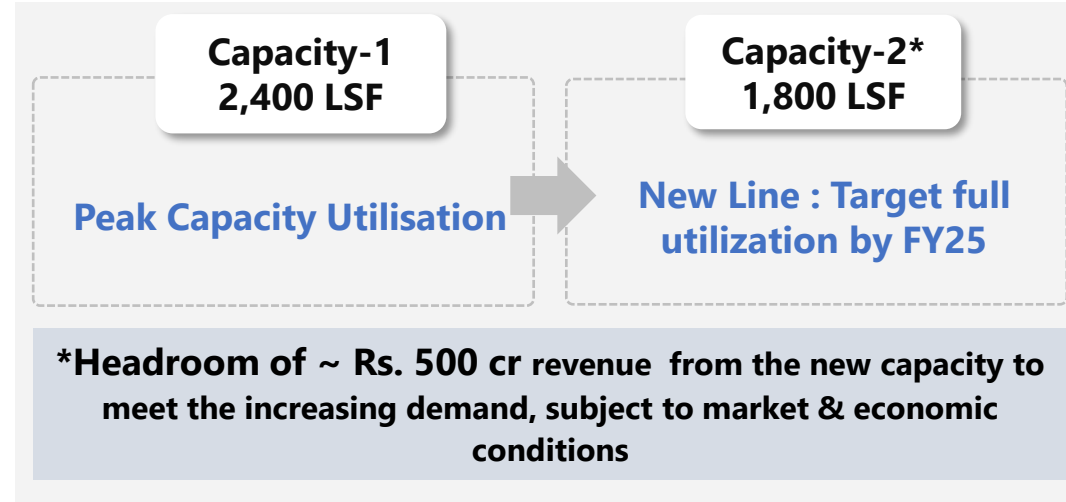 Capacity-1
2,400 LSF
Peak Capacity Utilisation
Capacity-2*
1,800 LSF
New Line : Target full
utilization by FY25
*Headroom of ~ Rs. 500 cr revenue from the new capacity to
meet the increasing demand, subject to market & economic
conditions